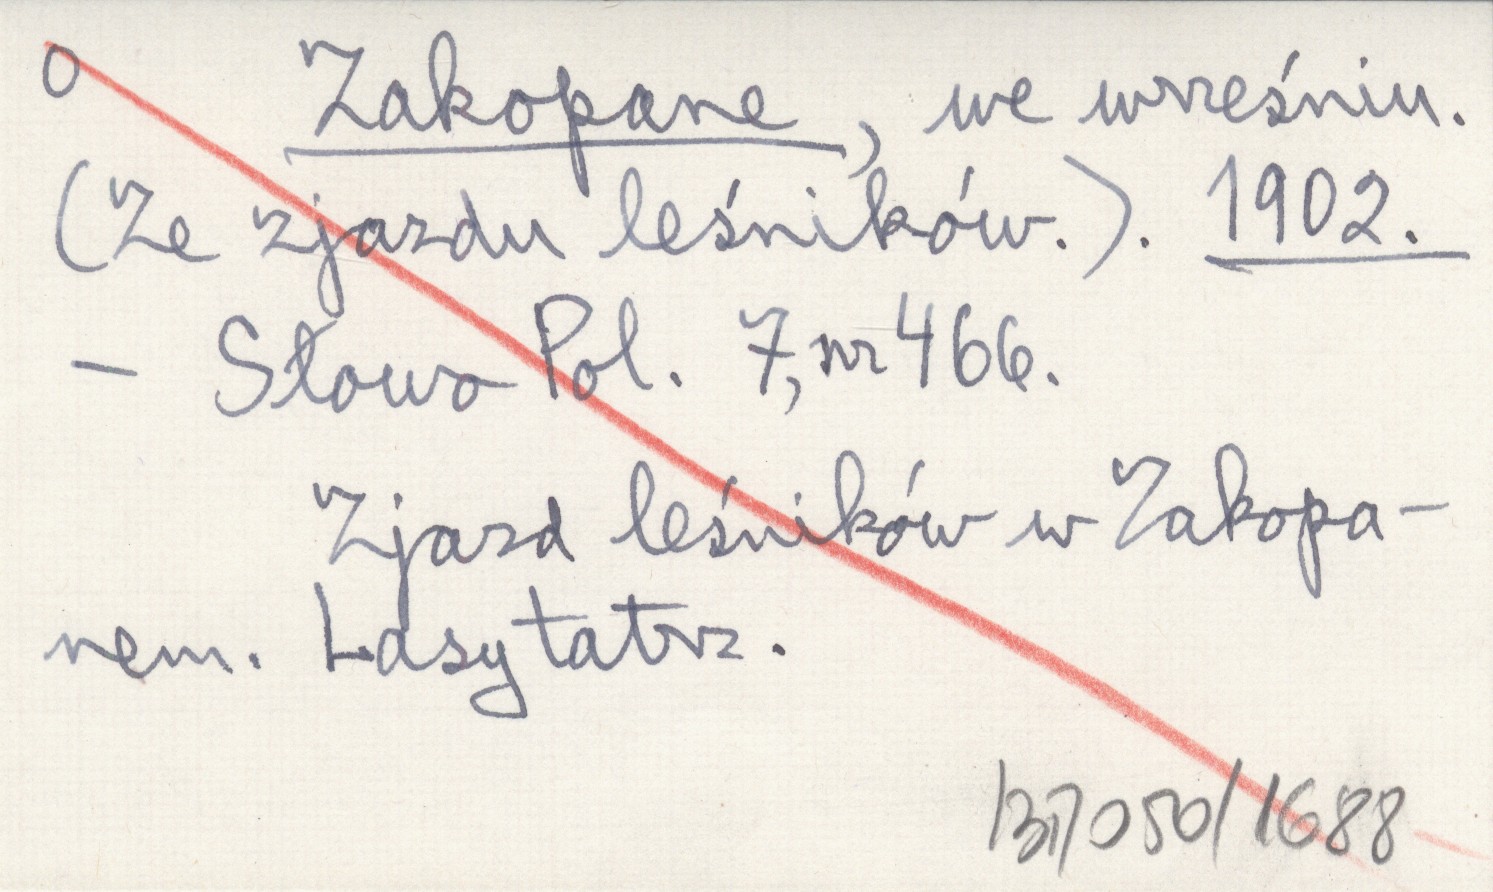 O Zakopane, we wrześniu.
(Ze zjazdu leśników.). 1902.
– Słowo Pol. 7, nr 466.
Zjazd leśników w Zakopa-
nem. Lasy tatrz.
050/1688